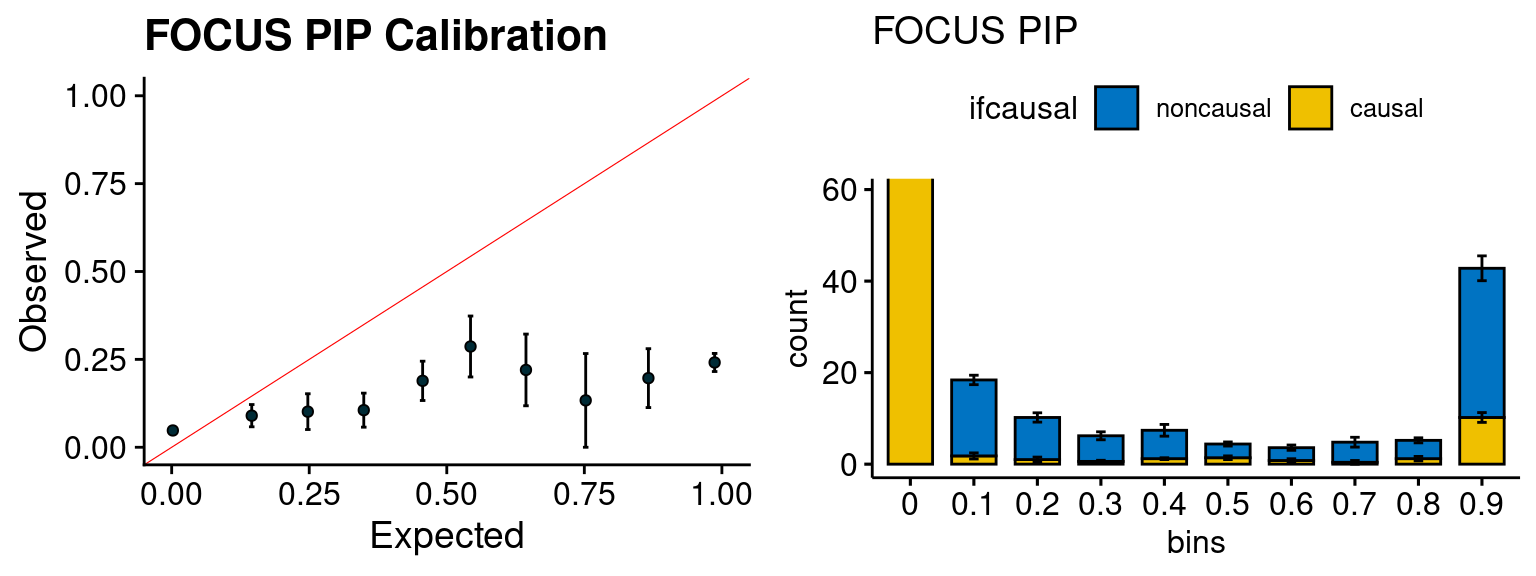 FOCUS PIP Calibration
Observed
1.00
0.75
0.50
0.25
0.00
0.00 0.25 0.50 0.75 1.00
Expected
FOCUS PIP
ifcausal noncausal causal
count
60
40
20
0
0 0.1 0.2 0.3 0.4 0.5 0.6 0.7 0.8 0.9
bins